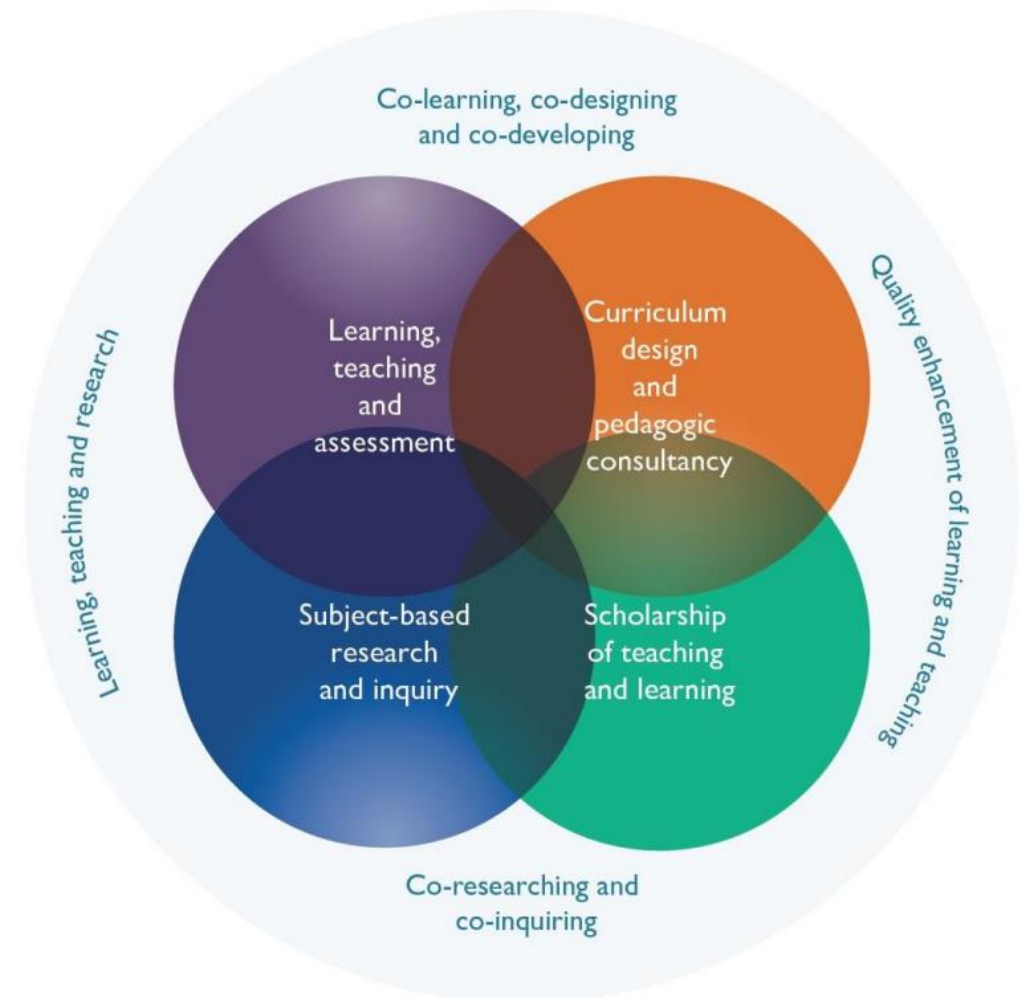 Co-learning, co-designing
and co-developing
Learning,
teaching
and
assessment
Curriculum
design
and
pedagogic
consultancy
Learning, teaching and research
Quality enhancement of learning and teaching
Subject-based
research
and inquiry
Scholarship
of teaching
and learning
Co-researching and
co-inquiring